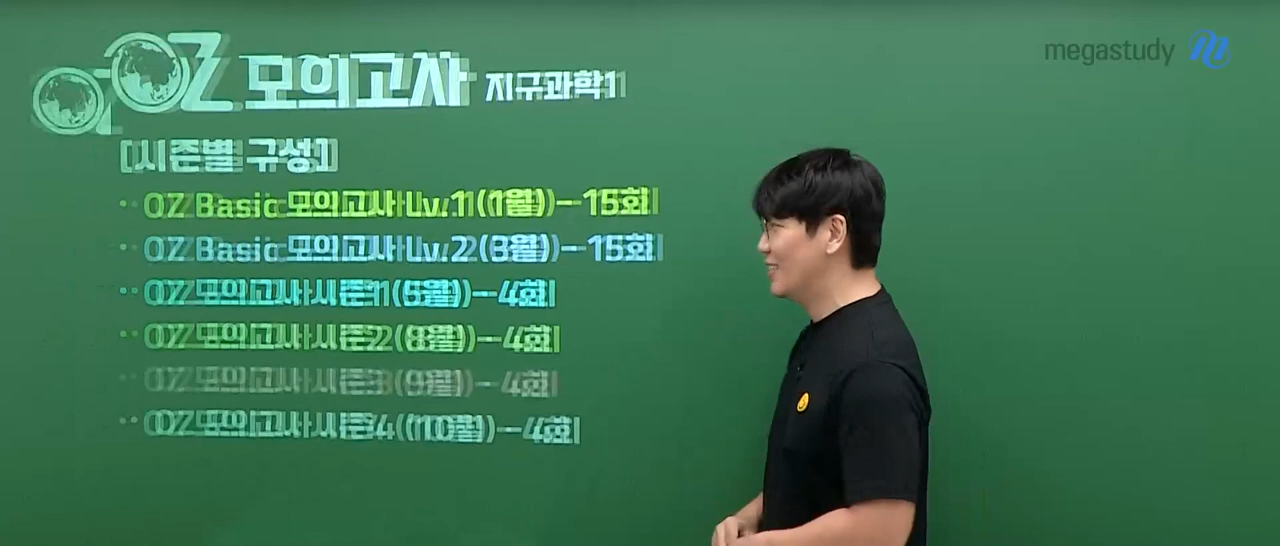 megastudy
OZ 모의고사 지구과학1
[시즌별 구성]
·· OZ Basic 모의고사 Lv.1 (1월) – 15회
·· OZ Basic 모의고사 Lv.2 (3월) – 15회
·· OZ 모의고사 시즌1 (5월) – 4회
·· OZ 모의고사 시즌2 (8월) – 4회
·· OZ 모의고사 시즌3 (9월) – 4회
·· OZ 모의고사 시즌4 (10월) – 4회